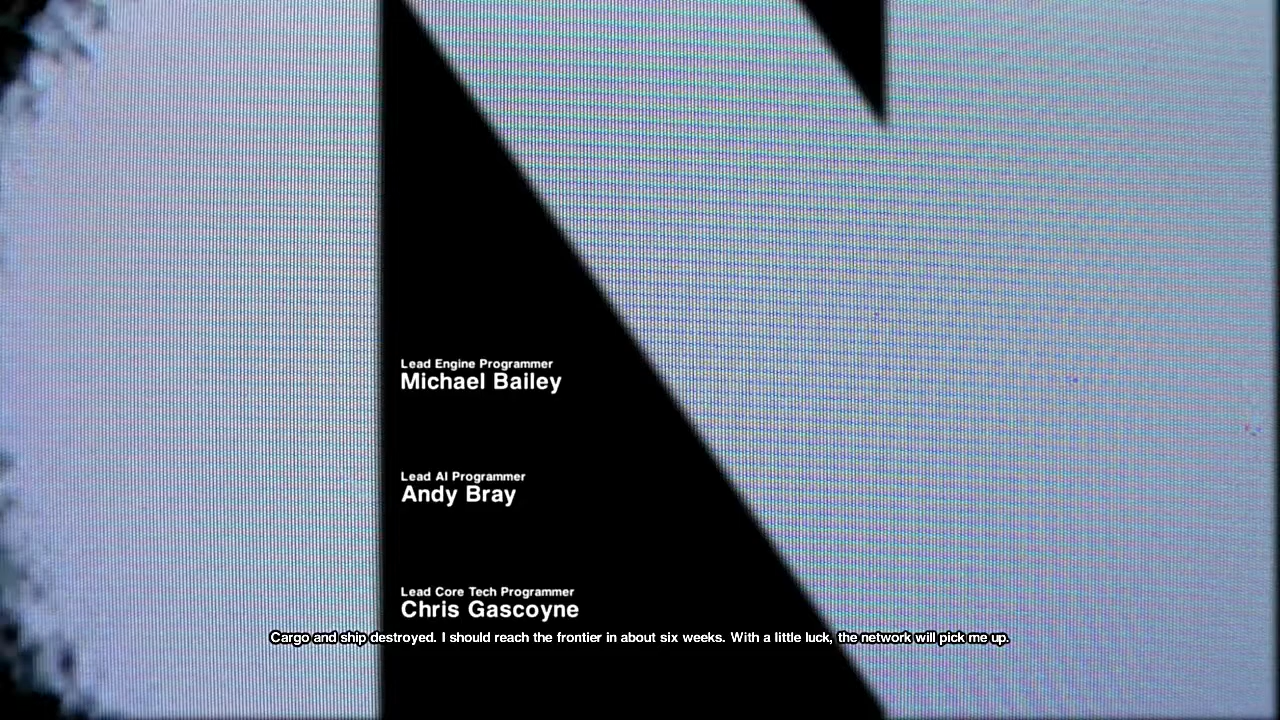 Lead Engine Programmer
Michael Bailey
Lead AI Programmer
Andy Bray
Lead Core Tech Programmer
Chris Gascoyne
Cargo and ship destroyed. I should reach the frontier in about six weeks. With a little luck, the network will pick me up.